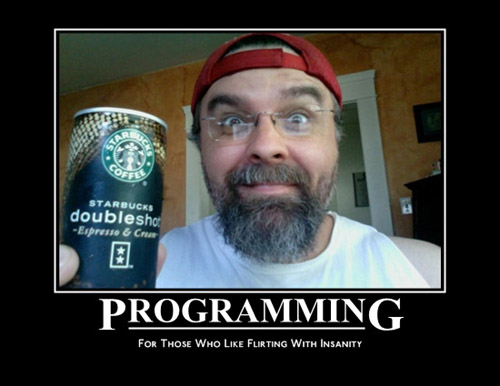 STARBUCKS
COFFEE
STARBUCKS
doubleshot
-Espresso & Cream-
PROGRAMMING
FOR THOSE WHO LIKE FLIRTING WITH INSANITY